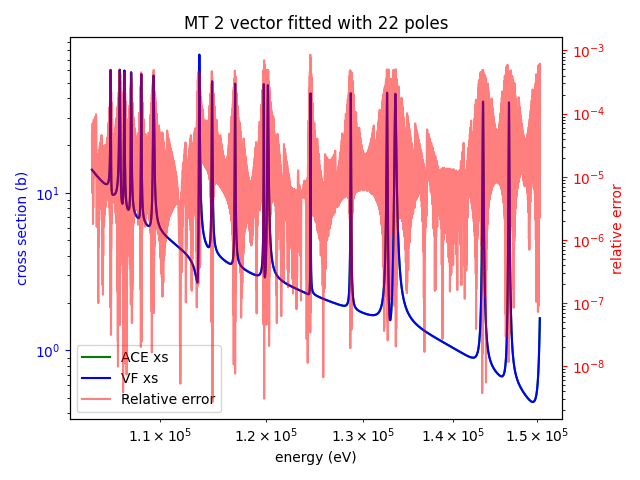 MT 2 vector fitted with 22 poles
cross section (b)
10¹
10⁰
10⁻³
10⁻⁴
10⁻⁵
10⁻⁶
10⁻⁷
10⁻⁸
relative error
ACE xs
VF xs
Relative error
1.1 × 10⁵ 1.2 × 10⁵ 1.3 × 10⁵ 1.4 × 10⁵ 1.5 × 10⁵
energy (eV)